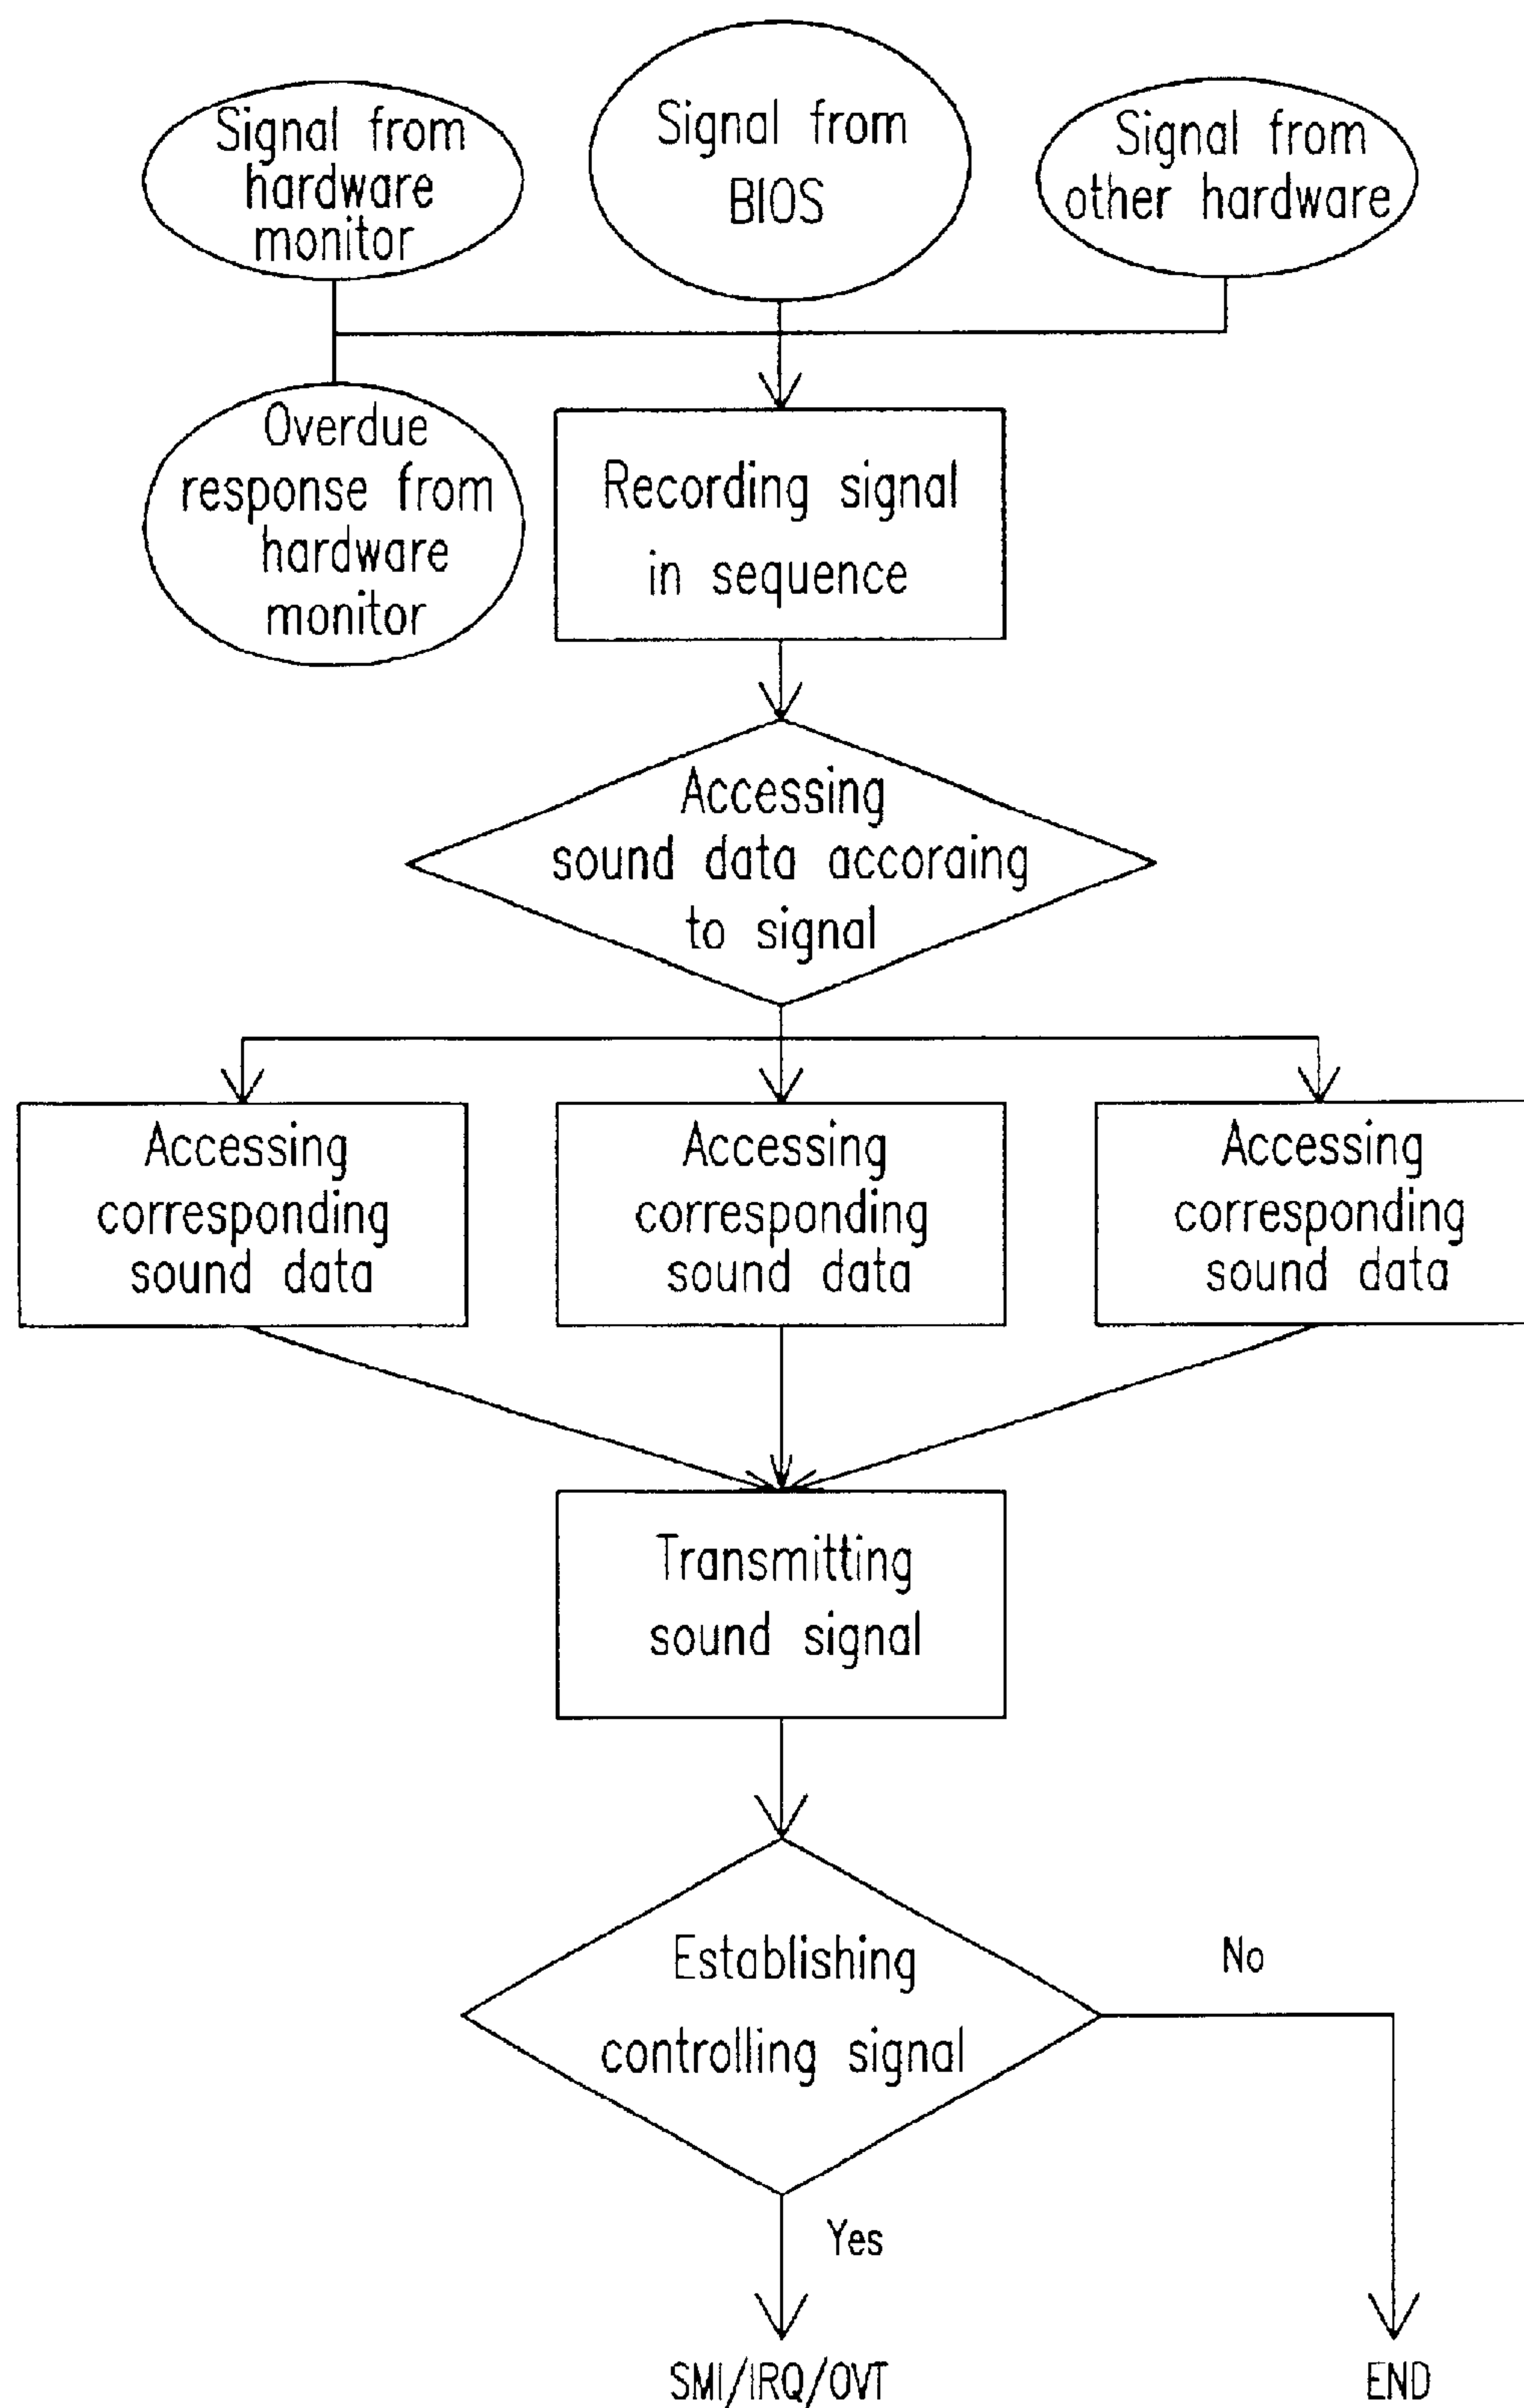 Signal from
hardware
monitor
Signal from
BIOS
Signal from
other hardware
Overdue
response from
hardware
monitor
Recording signal
in sequence
Accessing
sound data accoraing
to signal
Accessing
corresponding
sound data
Accessing
corresponding
sound data
Accessing
corresponding
sound data
Transmitting
sound signal
Establishing
controlling signal
No
Yes
SMI/IRQ/OVT
END